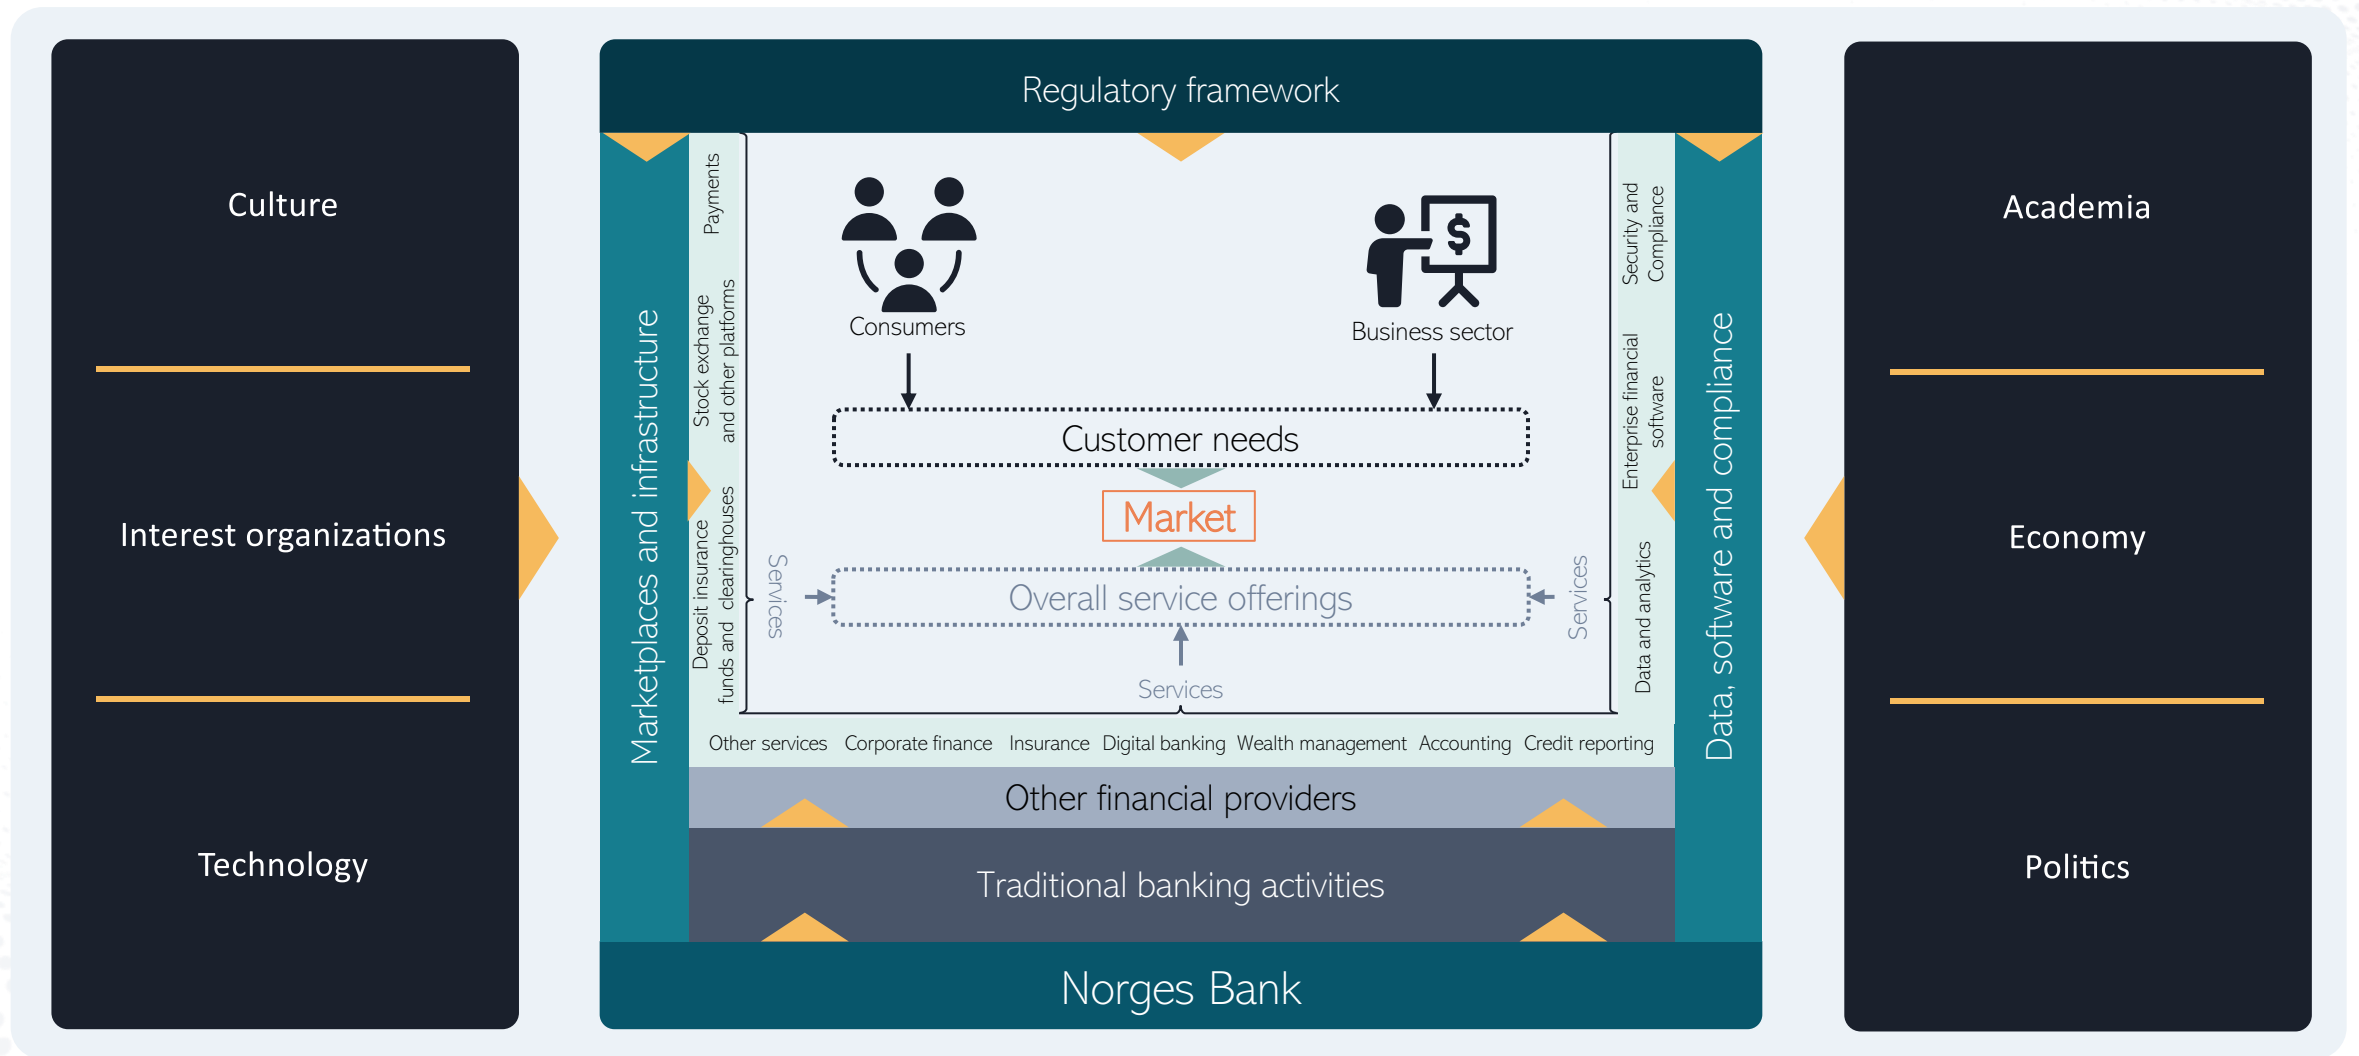 Culture
Interest organizations
Technology
Regulatory framework
Marketplaces and infrastructure
Payments
Stock exchange
and other platforms
Deposit insurance
funds and clearinghouses
Consumers
Business sector
Customer needs
Market
Overall service offerings
Services
Services
Services
Security and
Compliance
Enterprise financial
software
Data and analytics
Data, software and compliance
Other services Corporate finance Insurance Digital banking Wealth management Accounting Credit reporting
Other financial providers
Traditional banking activities
Norges Bank
Academia
Economy
Politics